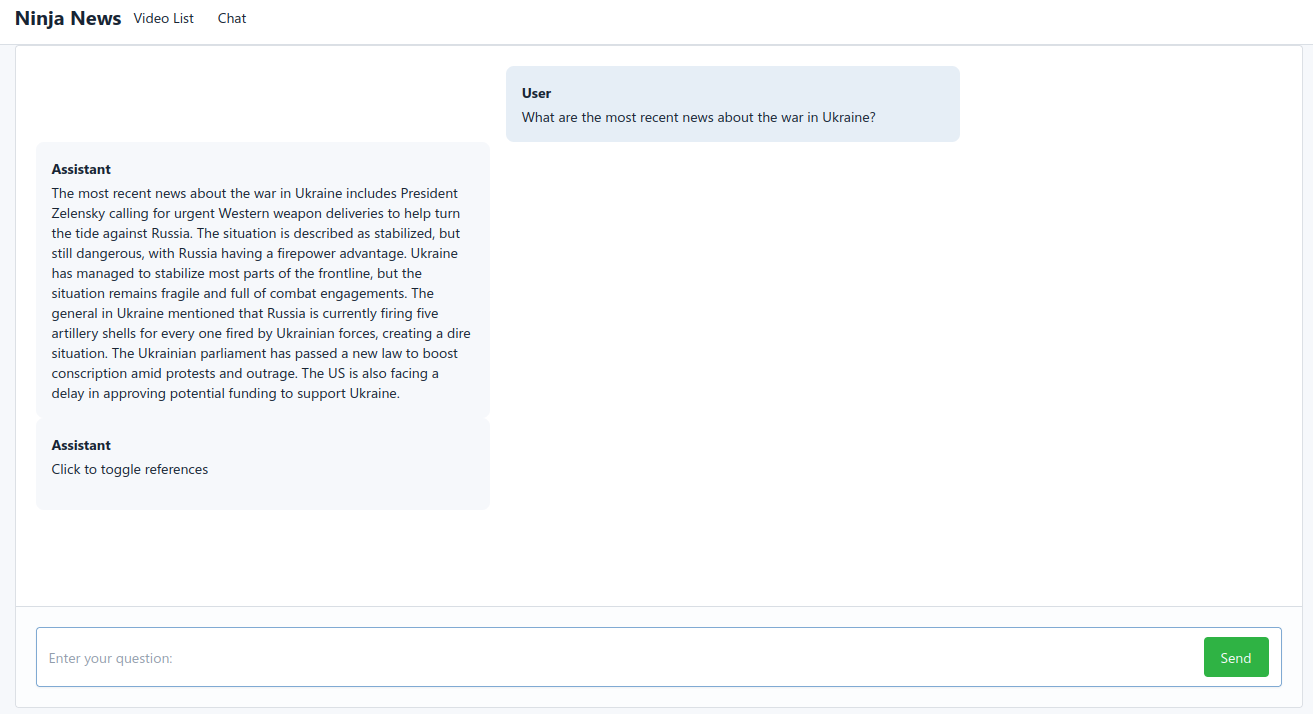 Ninja News Video List Chat
User
What are the most recent news about the war in Ukraine?
Assistant
The most recent news about the war in Ukraine includes President
Zelensky calling for urgent Western weapon deliveries to help turn
the tide against Russia. The situation is described as stabilized, but
still dangerous, with Russia having a firepower advantage. Ukraine
has managed to stabilize most parts of the frontline, but the
situation remains fragile and full of combat engagements. The
general in Ukraine mentioned that Russia is currently firing five
artillery shells for every one fired by Ukrainian forces, creating a dire
situation. The Ukrainian parliament has passed a new law to boost
conscription amid protests and outrage. The US is also facing a
delay in approving potential funding to support Ukraine.
Assistant
Click to toggle references
Enter your question:
Send